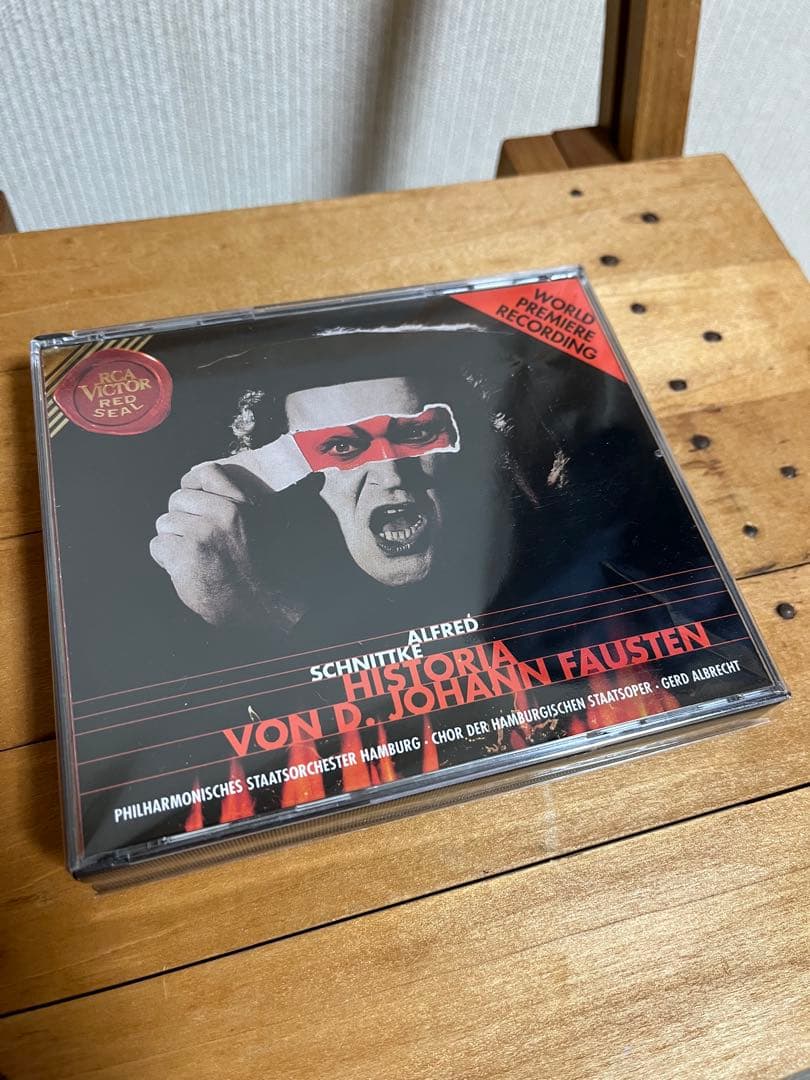 RCA
VICTOR
RED
SEAL
WORLD
PREMIERE
RECORDING
ALFRED
SCHNITTKE
HISTORIA
VON D. JOHANN FAUSTEN
PHILHARMONISCHES STAATSORCHESTER HAMBURG · CHOR DER HAMBURGISCHEN STAATSOPER · GERD ALBRECHT